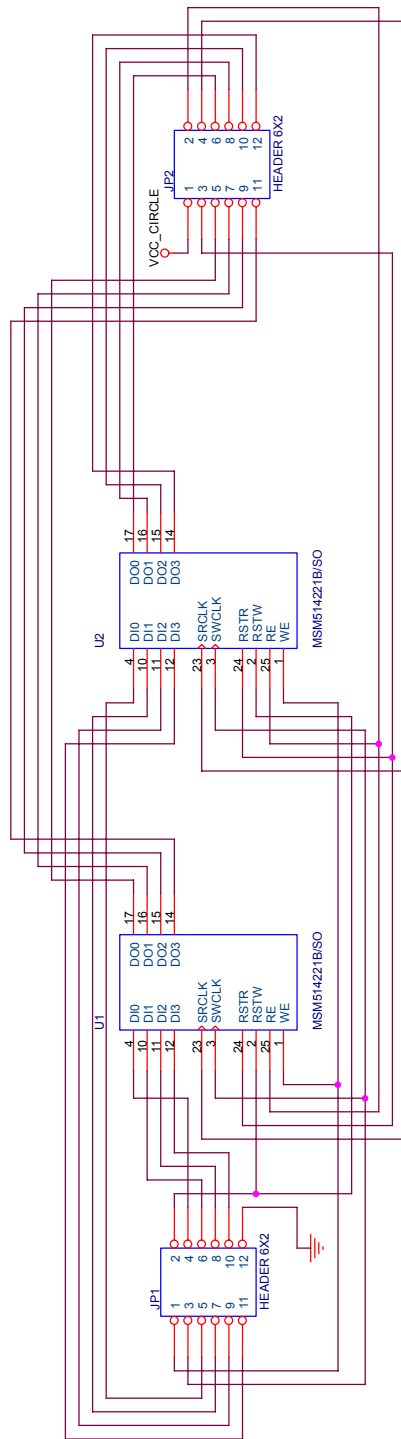 JP2
2
4
6
8
10
12
1
3
5
7
9
11
HEADER 6X2
VCC_CIRCLE
U2
17
16
15
14
DO0
DO1
DO2
DO3
DI0
DI1
DI2
DI3
SRCLK
SWCLK
RSTR
RSTW
RE
WE
4
10
11
12
23
3
24
2
25
1
MSM514221B/SO
U1
17
16
15
14
DO0
DO1
DO2
DO3
DI0
DI1
DI2
DI3
SRCLK
SWCLK
RSTR
RSTW
RE
WE
4
10
11
12
23
3
24
2
25
1
MSM514221B/SO
JP1
2
4
6
8
10
12
1
3
5
7
9
11
HEADER 6X2